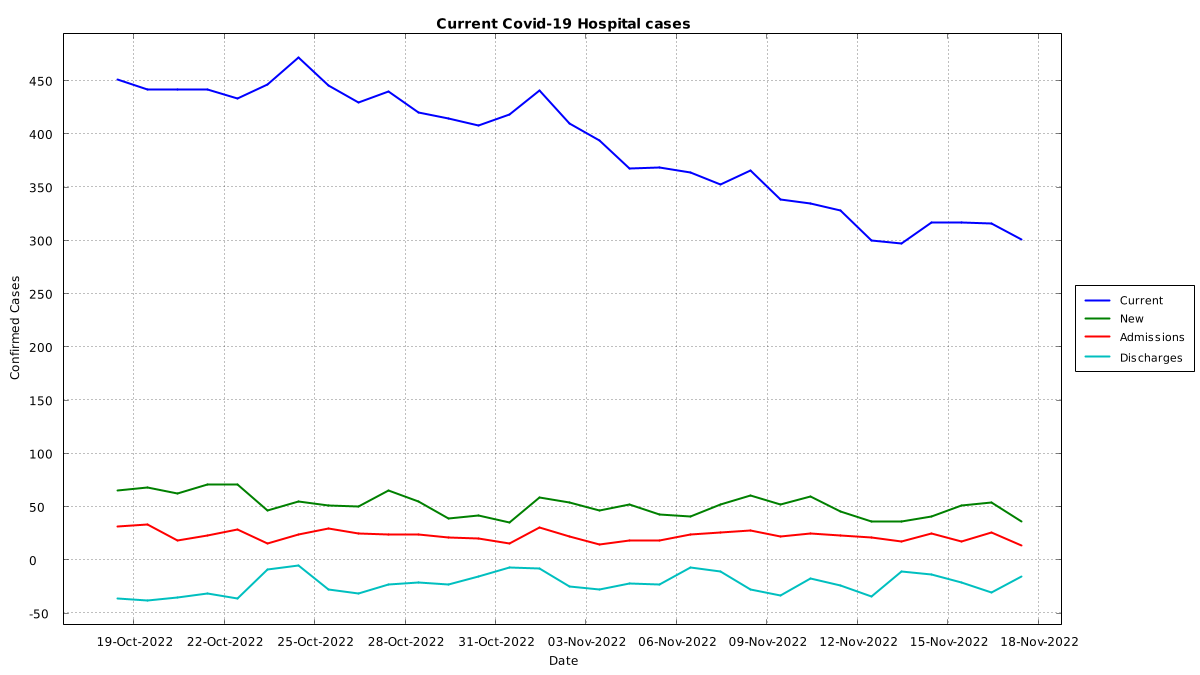 Current Covid-19 Hospital cases
Confirmed Cases
450
400
350
300
250
200
150
100
50
0
-50
19-Oct-2022 22-Oct-2022 25-Oct-2022 28-Oct-2022 31-Oct-2022 03-Nov-2022 06-Nov-2022 09-Nov-2022 12-Nov-2022 15-Nov-2022 18-Nov-2022
Date
Current
New
Admissions
Discharges